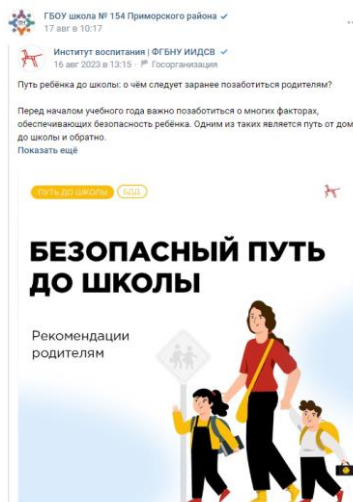 ГБОУ школа № 154 Приморского района
17 авг в 10:17
Институт воспитания | ФГБНУ ИИДСВ
16 авг 2023 в 13:15 · Госорганизация
Путь ребёнка до школы: о чём следует заранее позаботиться родителям?
Перед началом учебного года важно позаботиться о многих факторах,
обеспечивающих безопасность ребёнка. Одним из таких является путь от дом
до школы и обратно.
Показать ещё
ПУТЬ ДО ШКОЛЫ БДД
БЕЗОПАСНЫЙ ПУТЬ
ДО ШКОЛЫ
Рекомендации
родителям